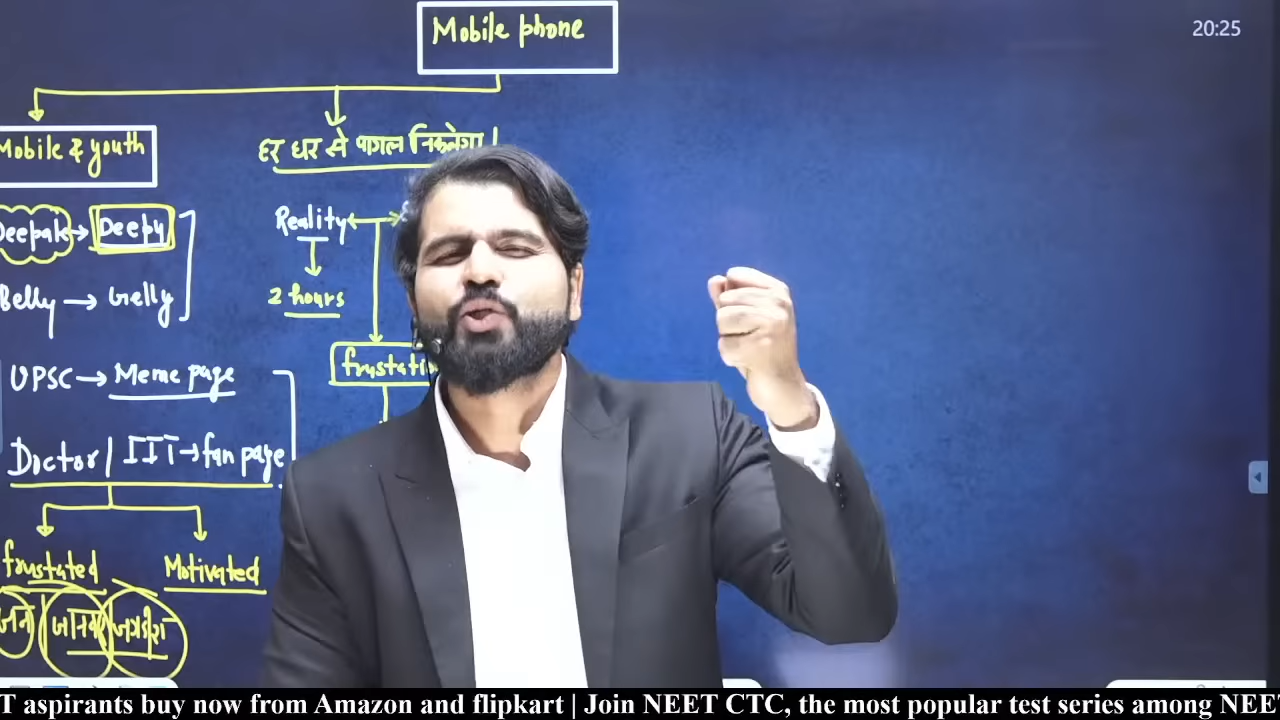 Mobile phone
20:25
Mobile & youth
हर घर से पागल निकलेगा।
Deepak → Deepy
Reality
Belly → Gelly
2 hours
UPSC → Meme page
Doctor / IIT → fan page
frustated
Motivated
T aspirants buy now from Amazon and flipkart | Join NEET CTC, the most popular test series among NEET